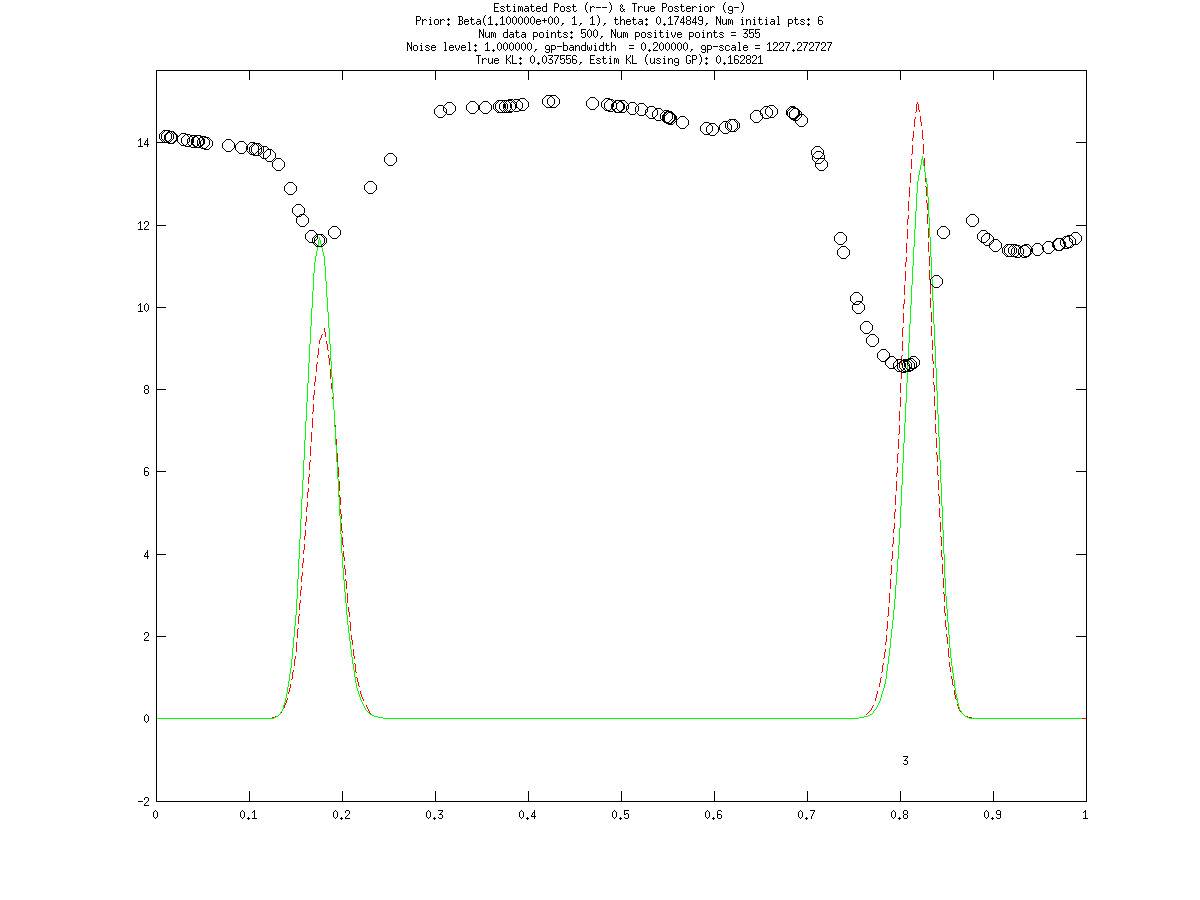 Estimated Post (r--) & True Posterior (g-)
Prior: Beta(1.100000e+00, 1, 1), theta: 0.174849, Num initial pts: 6
Num data points: 500, Num positive points = 355
Noise level: 1.000000, gp-bandwidth  = 0.200000, gp-scale = 1227.272727
True KL: 0.037556, Estim KL (using GP): 0.162821
14
12
10
8
6
4
2
0
3
-2
0 0.1 0.2 0.3 0.4 0.5 0.6 0.7 0.8 0.9 1